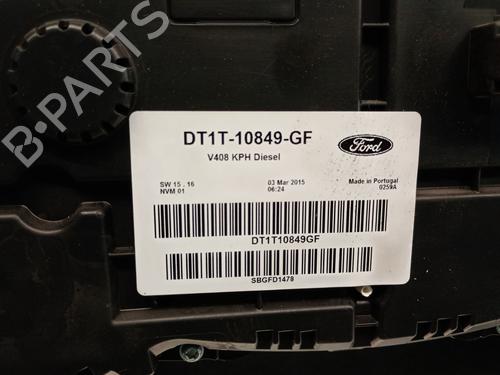 DT1T-10849-GF
V408 KPH Diesel
Ford
SW 15 . 16
NVM 01
03 Mar 2015
06:24
Made in Portugal
0259A
DT1T10849GF
SBGFD1478
B-PARTS